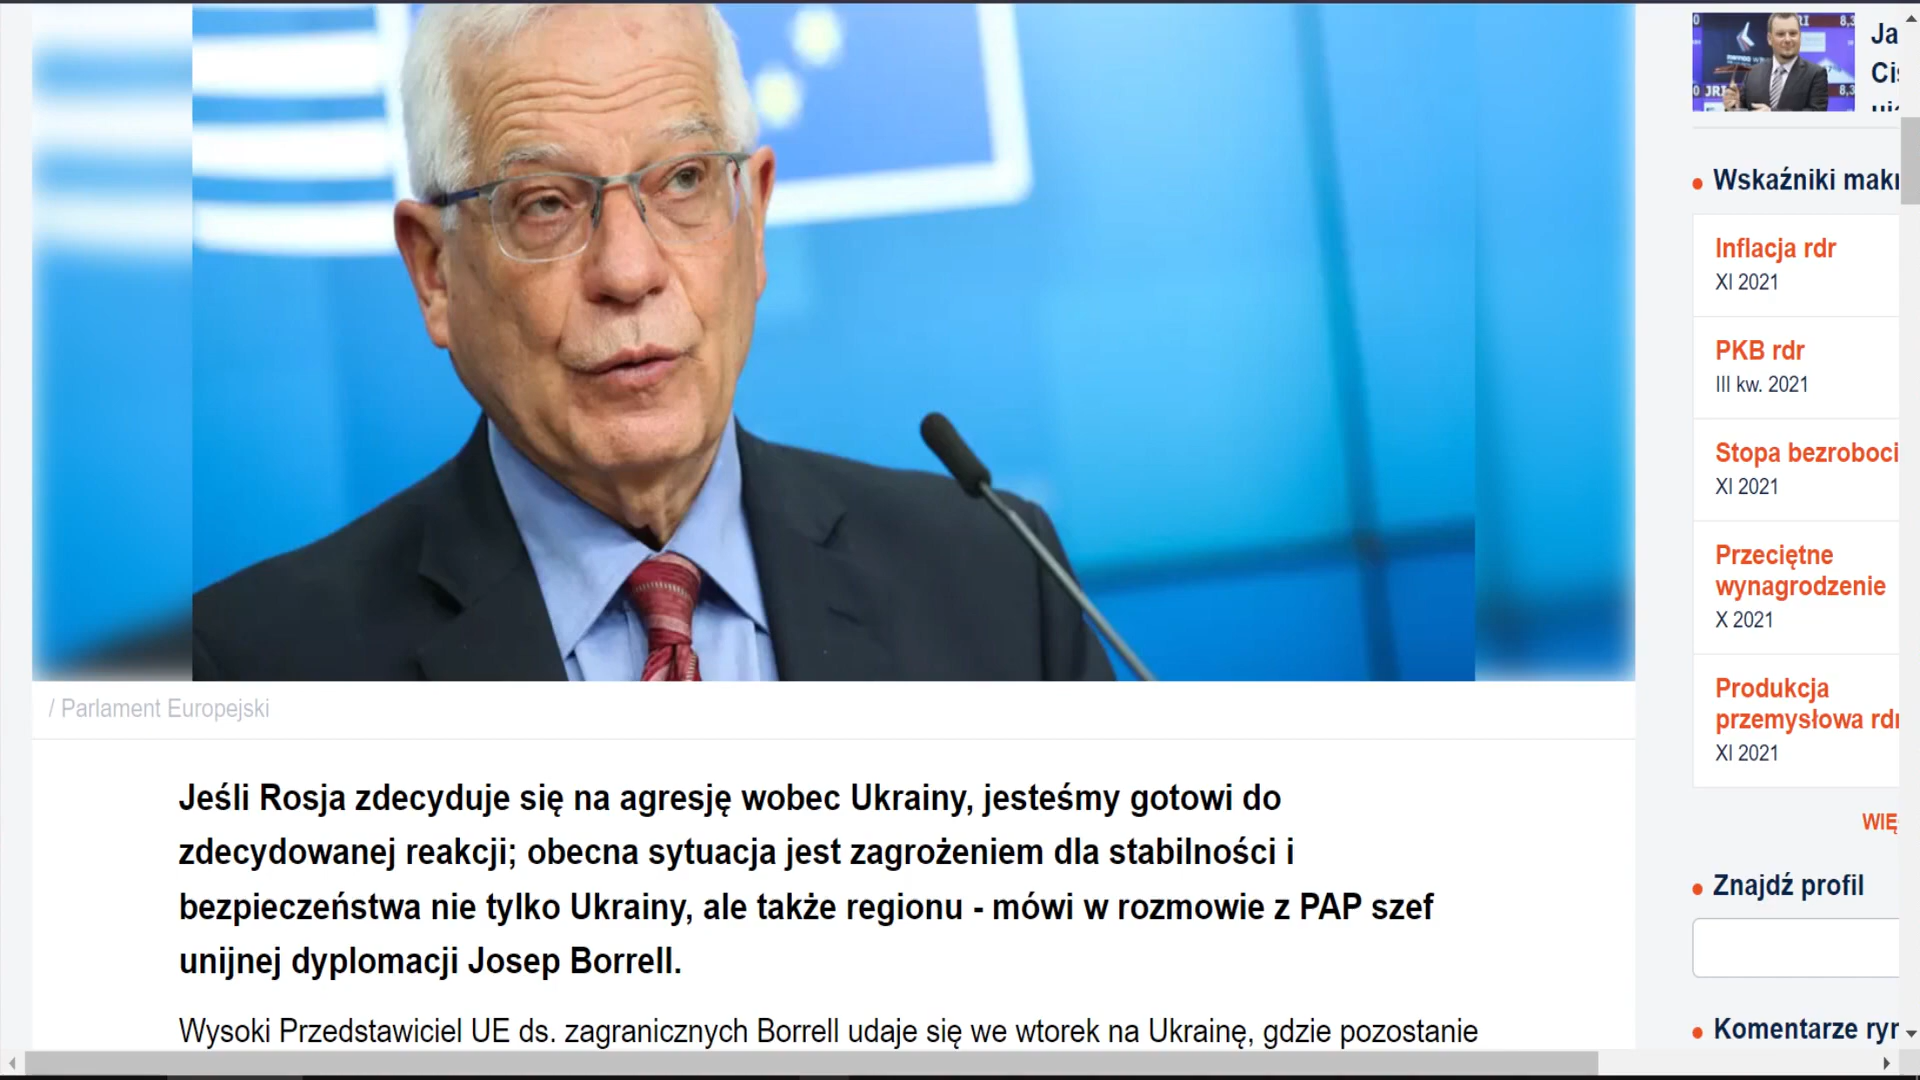 / Parlament Europejski
Jeśli Rosja zdecyduje się na agresję wobec Ukrainy, jesteśmy gotowi do
zdecydowanej reakcji; obecna sytuacja jest zagrożeniem dla stabilności i
bezpieczeństwa nie tylko Ukrainy, ale także regionu - mówi w rozmowie z PAP szef
unijnej dyplomacji Josep Borrell.
Wysoki Przedstawiciel UE ds. zagranicznych Borrell udaje się we wtorek na Ukrainę, gdzie pozostanie
Ja
Wskaźniki
Inflacja rdr
XI 2021
PKB rdr
III kw. 2021
Stopa bezroboci
XI 2021
Przeciętne
wynagrodzenie
X 2021
Produkcja
przemysłowa rdr
XI 2021
WIĘ
Znajdź profil
Komentarze